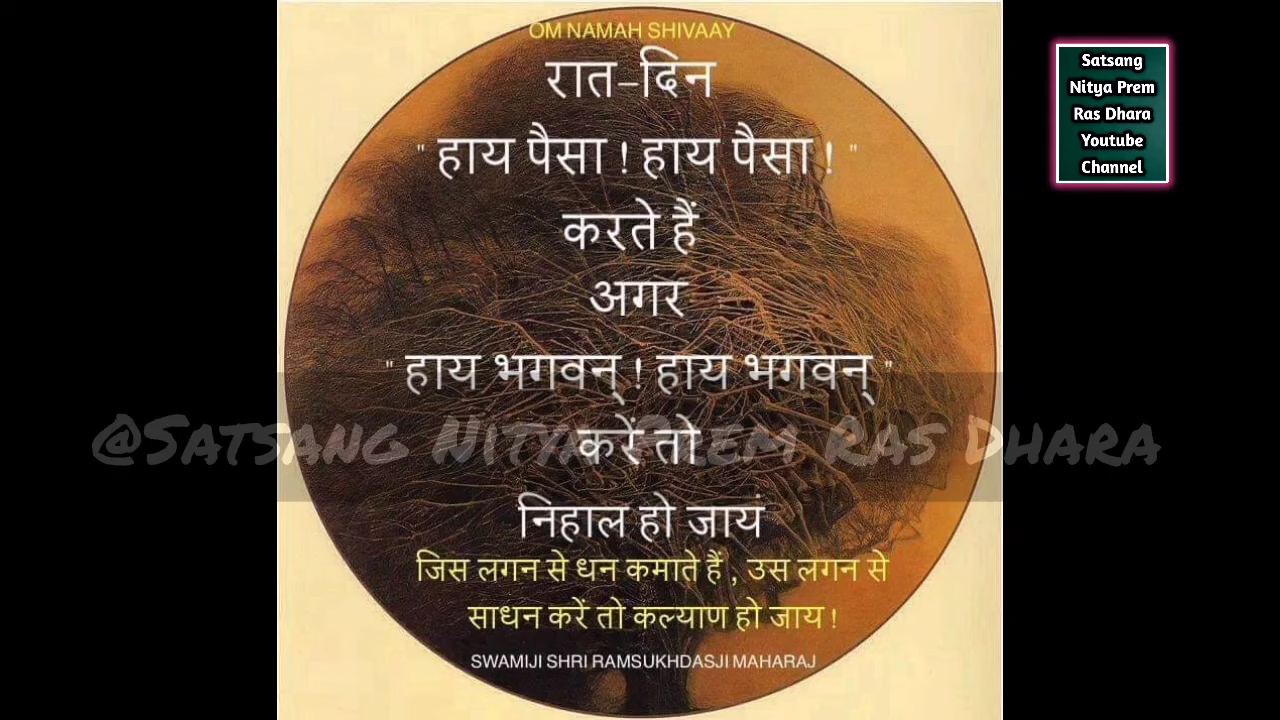 OM NAMAH SHIVAAY
रात-दिन
" हाय पैसा ! हाय पैसा ! "
करते हैं
अगर
" हाय भगवन् ! हाय भगवन् "
करें तो
निहाल हो जायं
जिस लगन से धन कमाते हैं , उस लगन से
साधन करें तो कल्याण हो जाय !
SWAMIJI SHRI RAMSUKHDASJI MAHARAJ
@Satsang Nitya Prem Ras Dhara
Satsang
Nitya Prem
Ras Dhara
Youtube
Channel